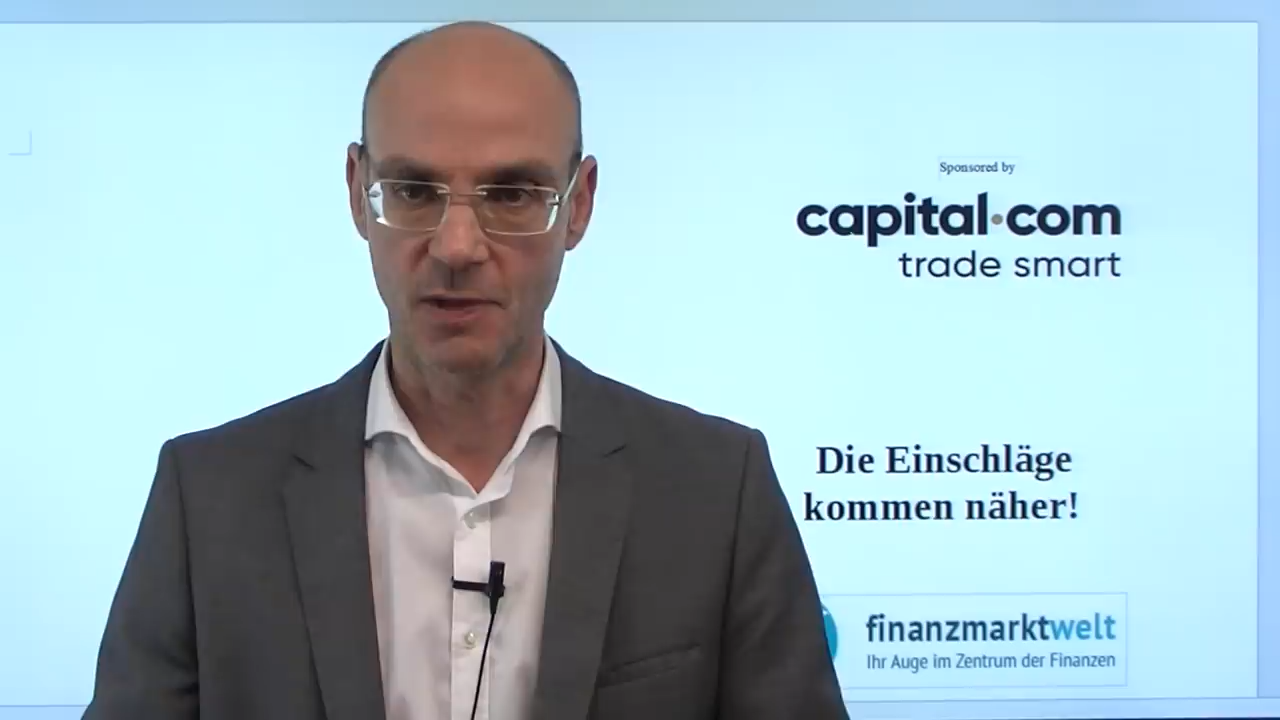 Sponsored by
capital.com
trade smart
Die Einschläge
kommen näher!
finanzmarktwelt
Ihr Auge im Zentrum der Finanzen